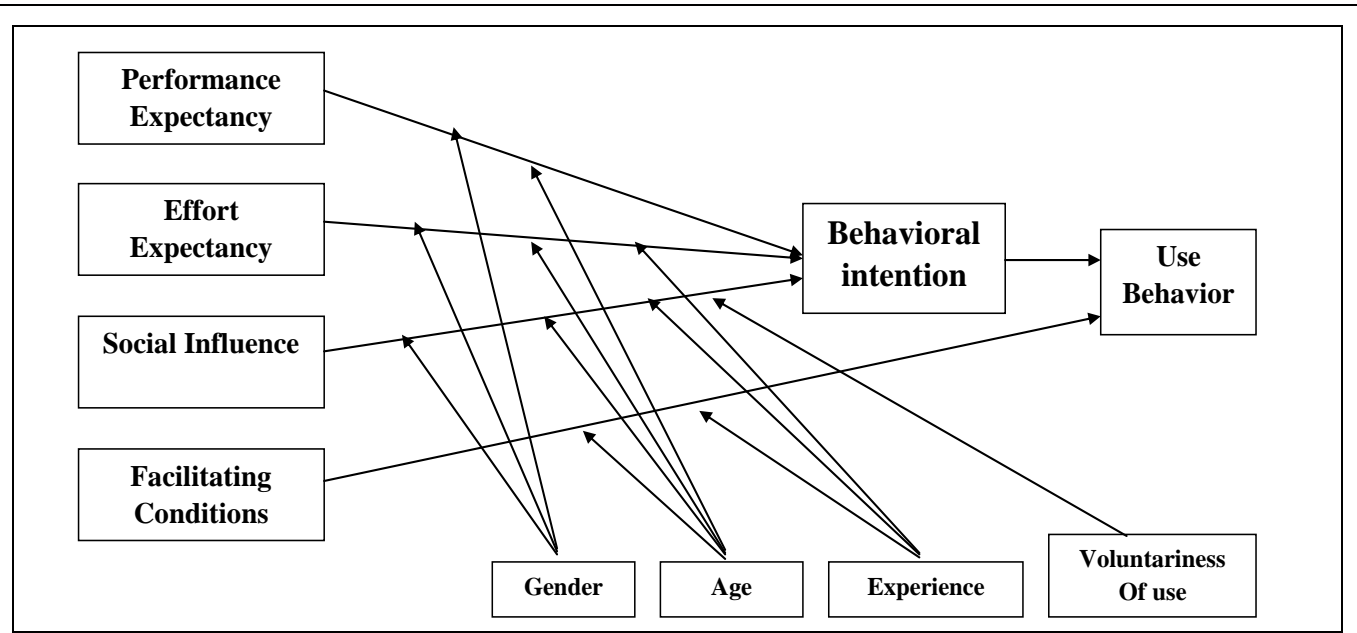 Performance
Expectancy
Effort
Expectancy
Behavioral
intention
Use
Behavior
Social Influence
Facilitating
Conditions
Gender
Age
Experience
Voluntariness
Of use